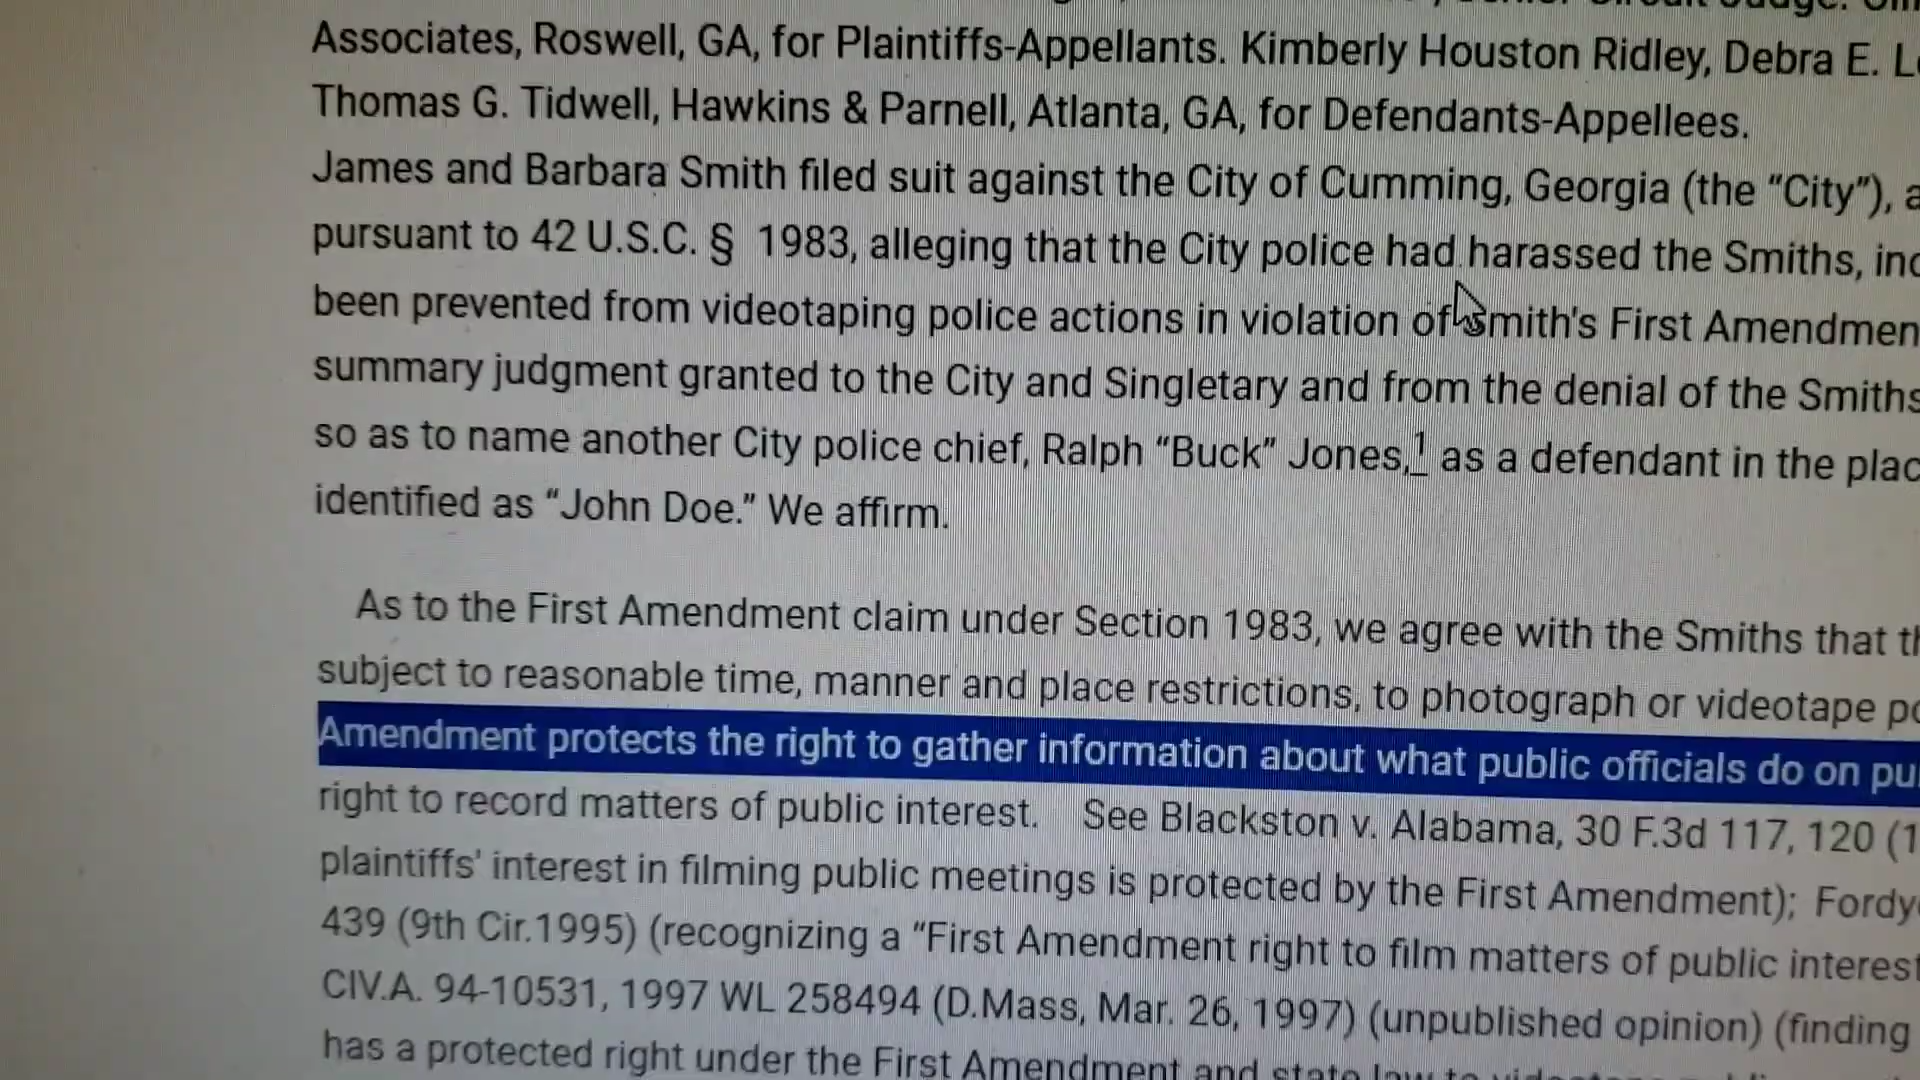 Associates, Roswell, GA, for Plaintiffs-Appellants. Kimberly Houston Ridley, Debra E.
Thomas G. Tidwell, Hawkins & Parnell, Atlanta, GA, for Defendants-Appellees.
James and Barbara Smith filed suit against the City of Cumming, Georgia (the “City”),
pursuant to 42 U.S.C. § 1983, alleging that the City police had harassed the Smiths,
been prevented from videotaping police actions in violation of Smith's First Amendmen
summary judgment granted to the City and Singletary and from the denial of the Smiths
so as to name another City police chief, Ralph “Buck” Jones,1 as a defendant in the plac
identified as “John Doe.” We affirm.
As to the First Amendment claim under Section 1983, we agree with the Smiths that th
subject to reasonable time, manner and place restrictions, to photograph or videotape po
Amendment protects the right to gather information about what public officials do on pu
right to record matters of public interest. See Blackston v. Alabama, 30 F.3d 117, 120 (1
plaintiffs' interest in filming public meetings is protected by the First Amendment); Fordy
439 (9th Cir.1995) (recognizing a “First Amendment right to film matters of public interest
CIV.A. 94-10531, 1997 WL 258494 (D.Mass, Mar. 26, 1997) (unpublished opinion) (finding
has a protected right under the First Amendment and state law to